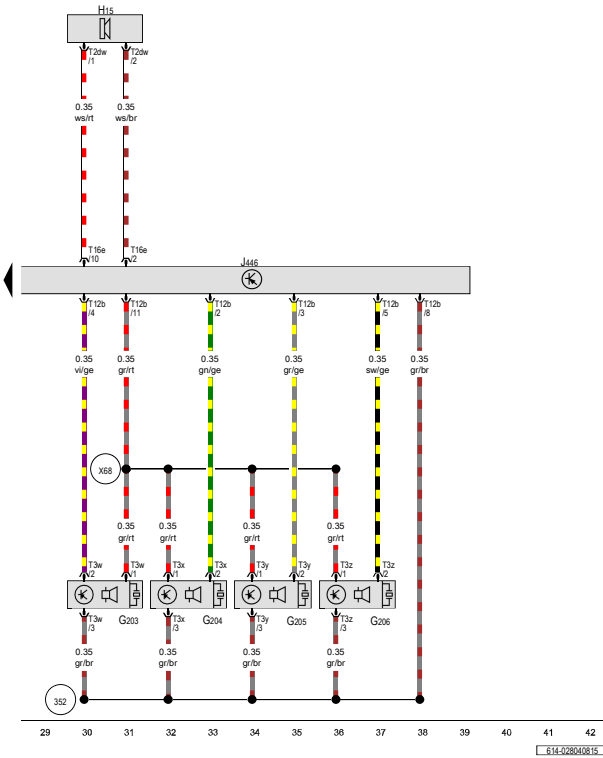 H15
T2dw
/1
T2dw
/2
0.35
ws/rt
0.35
ws/br
T16e
/10
T16e
/2
J446
T12b
/4
T12b
/11
T12b
/2
T12b
/3
T12b
/5
T12b
/8
0.35
vi/ge
0.35
gr/rt
0.35
gn/ge
0.35
gr/ge
0.35
sw/ge
0.35
gr/br
X68
0.35
gr/rt
0.35
gr/rt
0.35
gr/rt
0.35
gr/rt
T3w
/2
T3w
/1
T3x
/1
T3x
/2
T3y
/1
T3y
/2
T3z
/1
T3z
/2
T3w
/3
G203
T3x
/3
G204
T3y
/3
G205
T3z
/3
G206
0.35
gr/br
0.35
gr/br
0.35
gr/br
0.35
gr/br
352
29 30 31 32 33 34 35 36 37 38 39 40 41 42
614-028040815